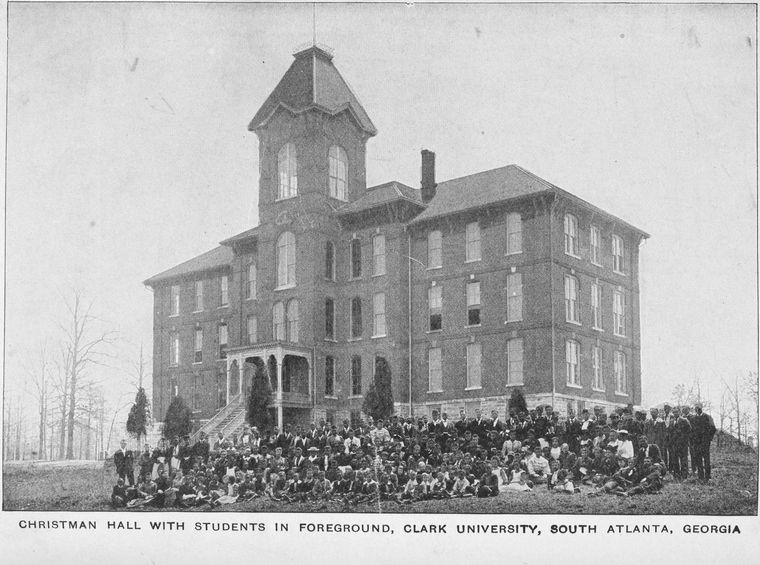 CHRISTMAN HALL WITH STUDENTS IN FOREGROUND, CLARK UNIVERSITY, SOUTH ATLANTA, GEORGIA